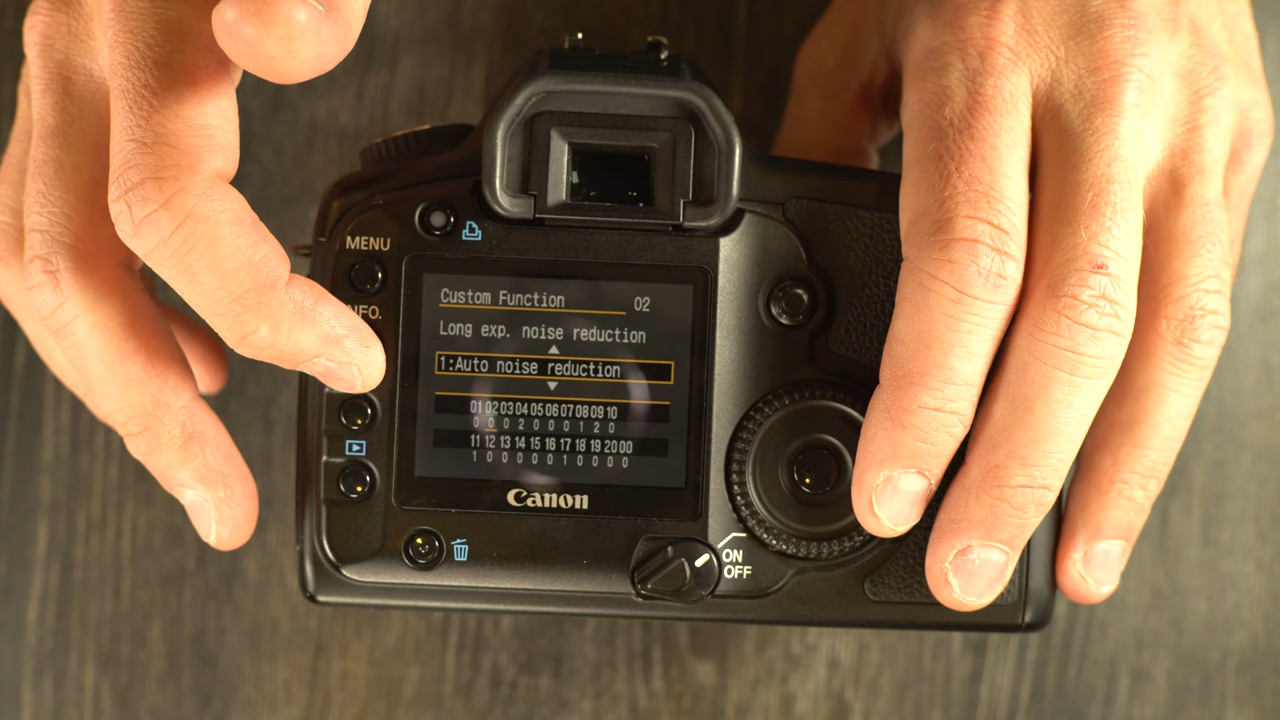 MENU
NFO.
Custom Function 02
Long exp. noise reduction
1:Auto noise reduction
01 02 03 04 05 06 07 08 09 10
0 0 0 2 0 0 0 1 2 0
11 12 13 14 15 16 17 18 19 20 00
1 0 0 0 0 0 1 0 0 0 0
Canon
ON
OFF